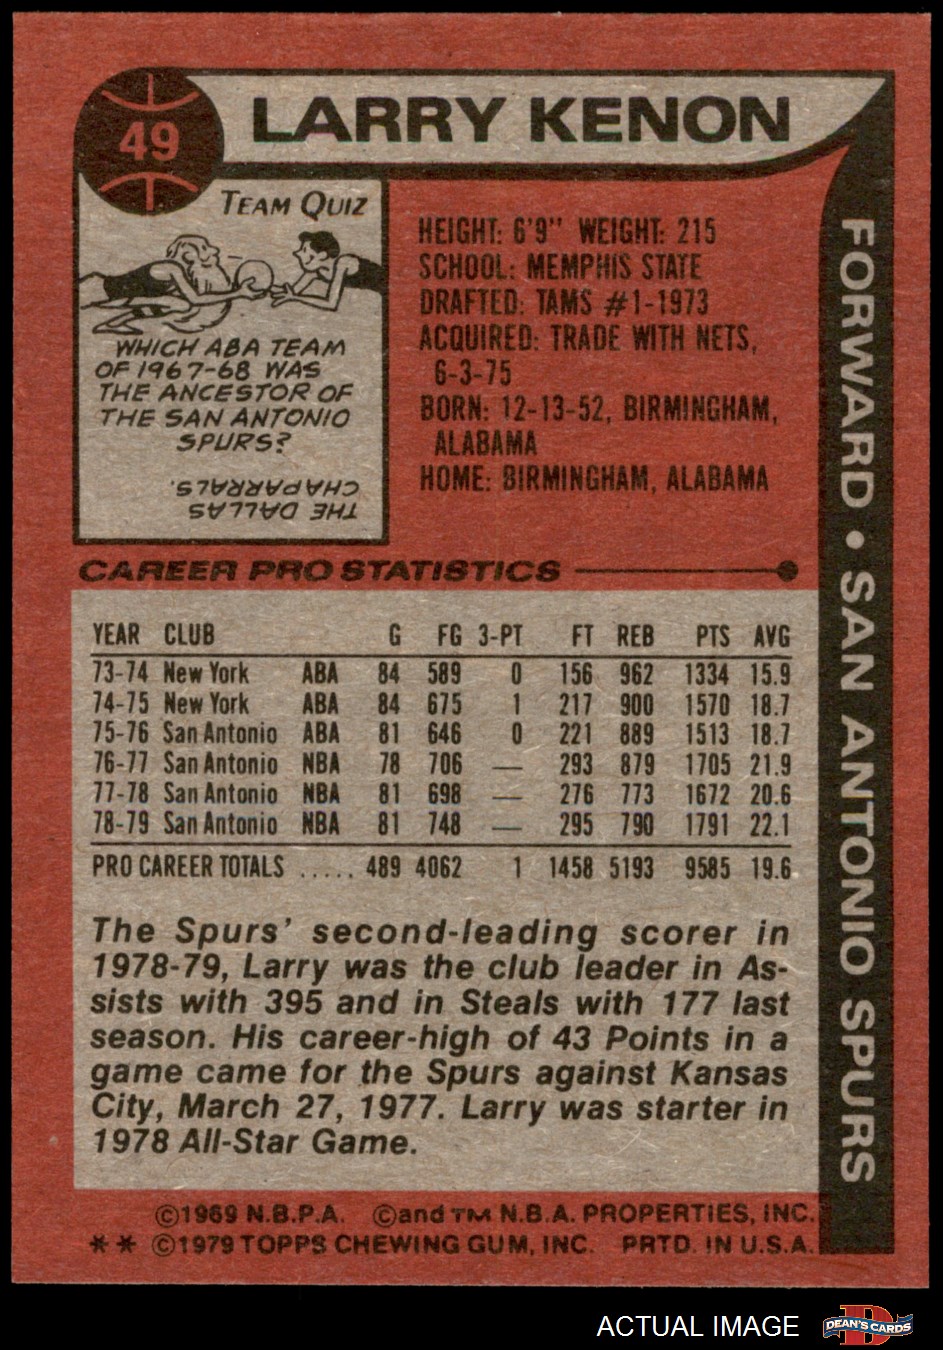 49
LARRY KENON
TEAM QUIZ
WHICH ABA TEAM
OF 1967-68 WAS
THE ANCESTOR OF
THE SAN ANTONIO
SPURS?
THE DALLAS
CHAPARRALS.
HEIGHT: 6'9" WEIGHT: 215
SCHOOL: MEMPHIS STATE
DRAFTED: TAMS #1-1973
ACQUIRED: TRADE WITH NETS,
6-3-75
BORN: 12-13-52, BIRMINGHAM,
ALABAMA
HOME: BIRMINGHAM, ALABAMA
FORWARD • SAN ANTONIO SPURS
CAREER PRO STATISTICS
YEAR CLUB G FG 3-PT FT REB PTS AVG
73-74 New York ABA 84 589 0 156 962 1334 15.9
74-75 New York ABA 84 675 1 217 900 1570 18.7
75-76 San Antonio ABA 81 646 0 221 889 1513 18.7
76-77 San Antonio NBA 78 706 — 293 879 1705 21.9
77-78 San Antonio NBA 81 698 — 276 773 1672 20.6
78-79 San Antonio NBA 81 748 — 295 790 1791 22.1
PRO CAREER TOTALS ..... 489 4062 1 1458 5193 9585 19.6
The Spurs' second-leading scorer in
1978-79, Larry was the club leader in As-
sists with 395 and in Steals with 177 last
season. His career-high of 43 Points in a
game came for the Spurs against Kansas
City, March 27, 1977. Larry was starter in
1978 All-Star Game.
©1969 N.B.P.A. ©and TM N.B.A. PROPERTIES, INC.
** ©1979 TOPPS CHEWING GUM, INC. PRTD. IN U.S.A.
ACTUAL IMAGE
D
DEAN'S CARDS